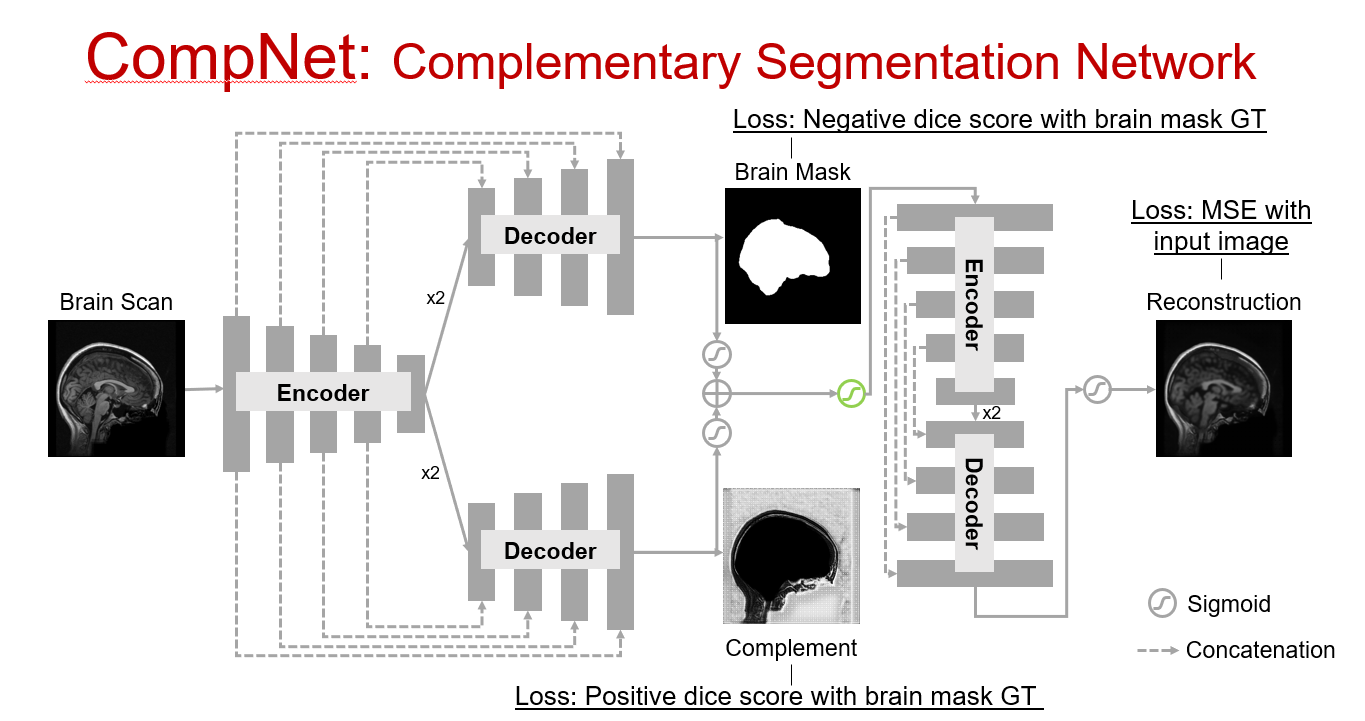 CompNet: Complementary Segmentation Network
Loss: Negative dice score with brain mask GT
Brain Mask
Loss: MSE with
input image
Decoder
Encoder
x2
Brain Scan
Reconstruction
Encoder
x2
x2
Decoder
Decoder
Sigmoid
Complement
Concatenation
Loss: Positive dice score with brain mask GT